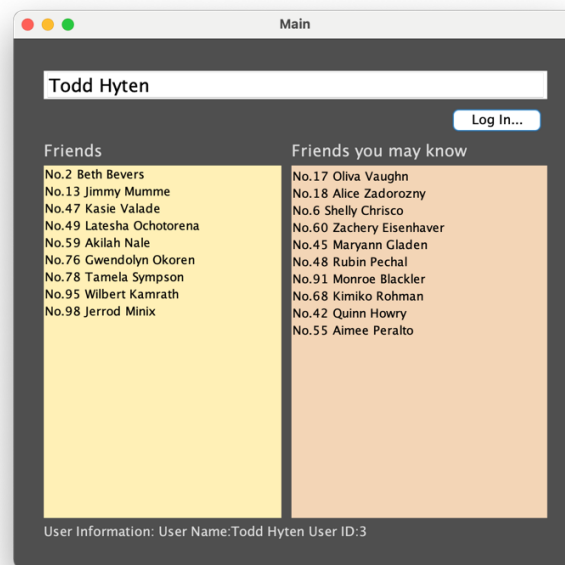 Main
Todd Hyten
Log In...
Friends
No.2 Beth Bevers
No.13 Jimmy Mumme
No.47 Kasie Valade
No.49 Latesha Ochotorena
No.59 Akilah Nale
No.76 Gwendolyn Okoren
No.78 Tamela Sympson
No.95 Wilbert Kamrath
No.98 Jerrod Minix
Friends you may know
No.17 Oliva Vaughn
No.18 Alice Zadorozny
No.6 Shelly Chrisco
No.60 Zachery Eisenhaver
No.45 Maryann Gladen
No.48 Rubin Pechal
No.91 Monroe Blackler
No.68 Kimiko Rohman
No.42 Quinn Howry
No.55 Aimee Peralto
User Information: User Name:Todd Hyten User ID:3